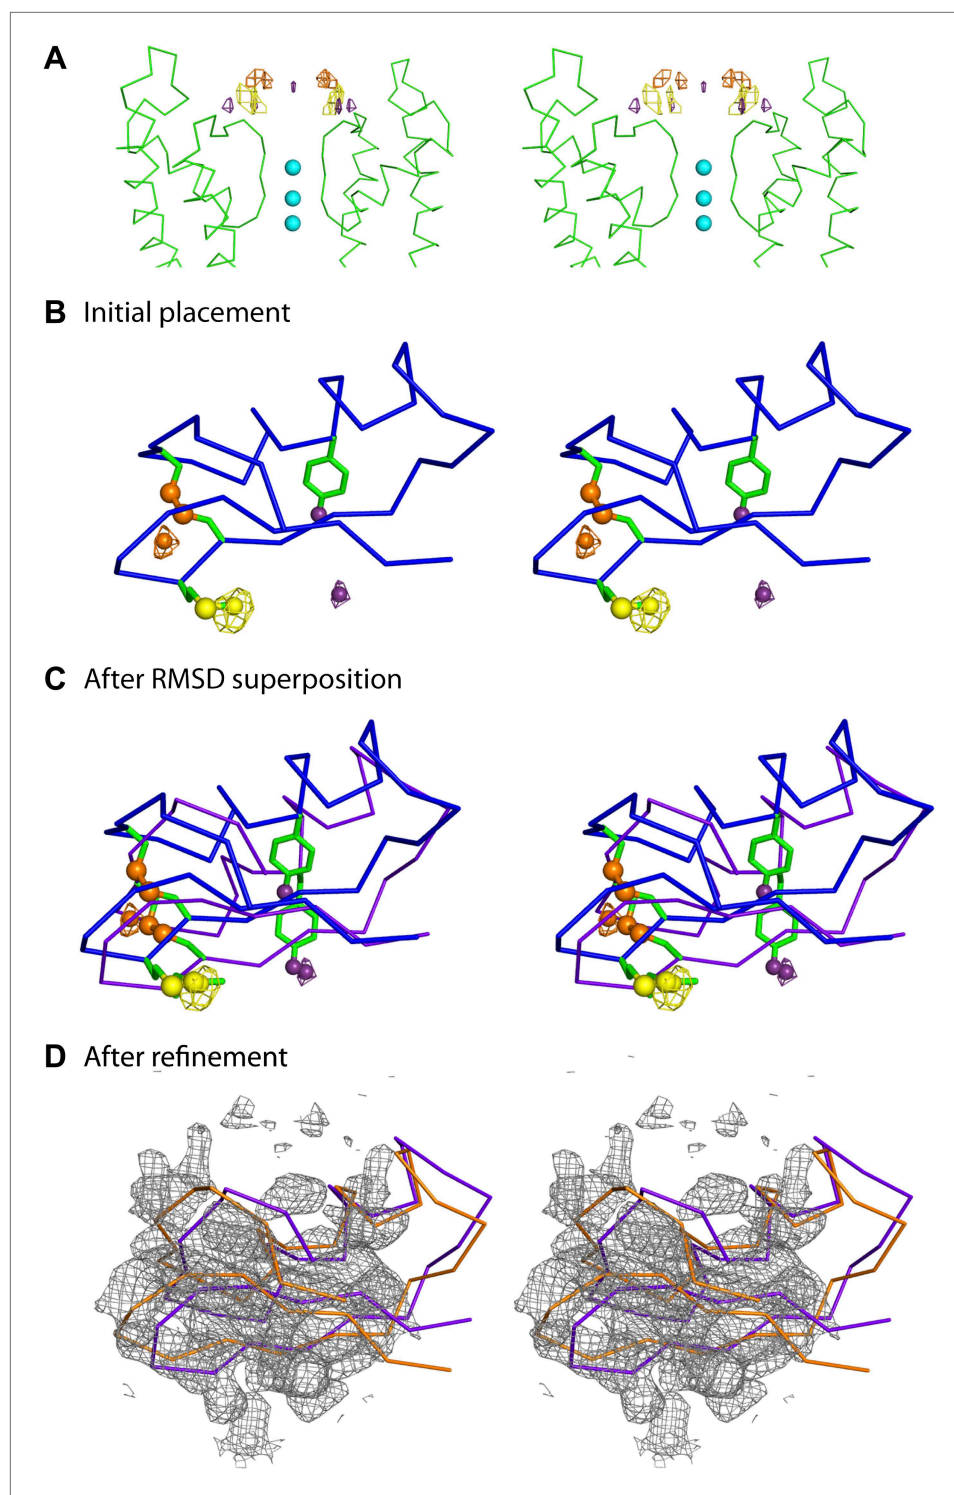 A
B Initial placement
C After RMSD superposition
D After refinement